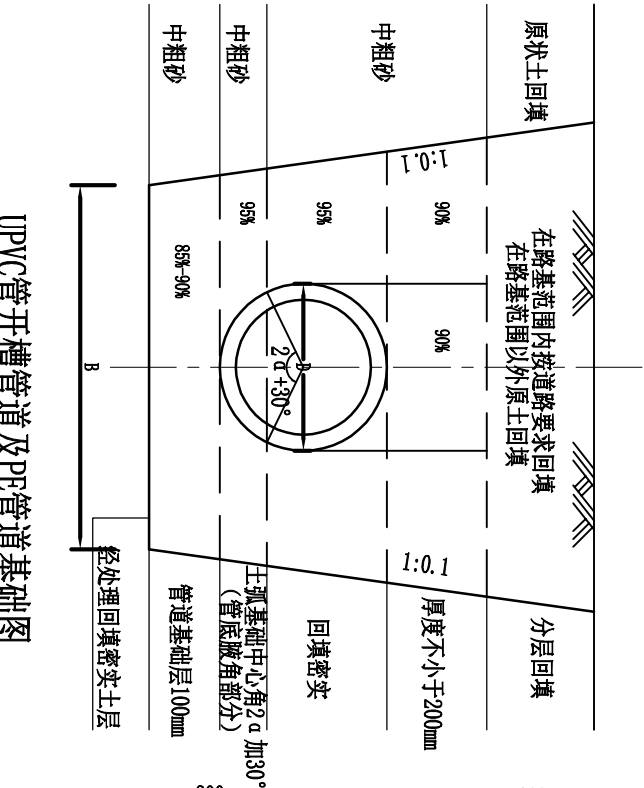 原状土回填
中粗砂
中粗砂
中粗砂
在路基范围内按道路要求回填
在路基范围以外原土回填
1:0.1
1:0.1
90%
90%
95%
95%
85%-90%
D
2α+30°
B
分层回填
厚度不小于200mm
回填密实
土弧基础中心角2α加30°
(管底腋角部分)
管道基础层100mm
经处理回填密实土层
UPVC管开槽管道及PE管道基础图